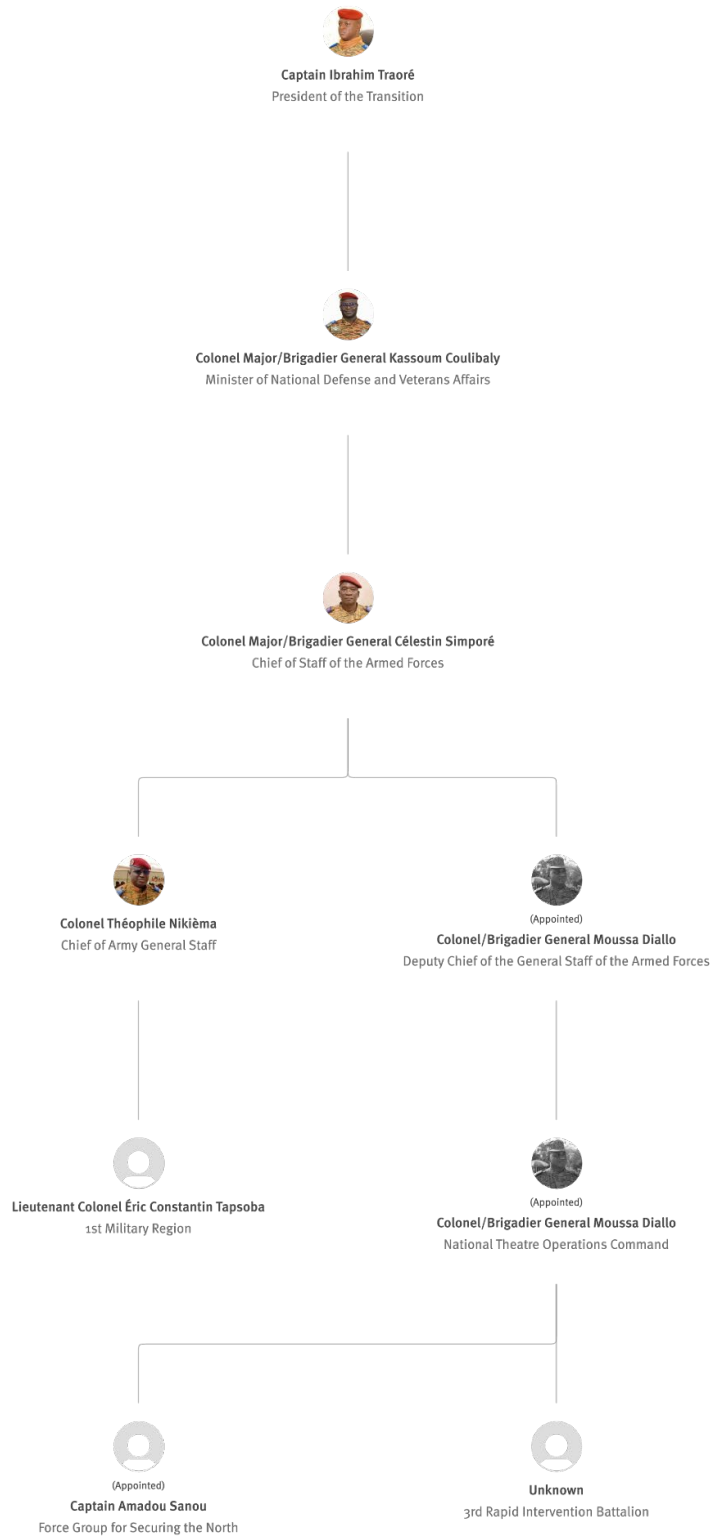 Captain Ibrahim Traoré
President of the Transition
Colonel Major/Brigadier General Kassoum Coulibaly
Minister of National Defense and Veterans Affairs
Colonel Major/Brigadier General Célestin Simporé
Chief of Staff of the Armed Forces
Colonel Théophile Nikièma
Chief of Army General Staff
(Appointed)
Colonel/Brigadier General Moussa Diallo
Deputy Chief of the General Staff of the Armed Forces
Lieutenant Colonel Éric Constantin Tapsoba
1st Military Region
(Appointed)
Colonel/Brigadier General Moussa Diallo
National Theatre Operations Command
(Appointed)
Captain Amadou Sanou
Force Group for Securing the North
Unknown
3rd Rapid Intervention Battalion